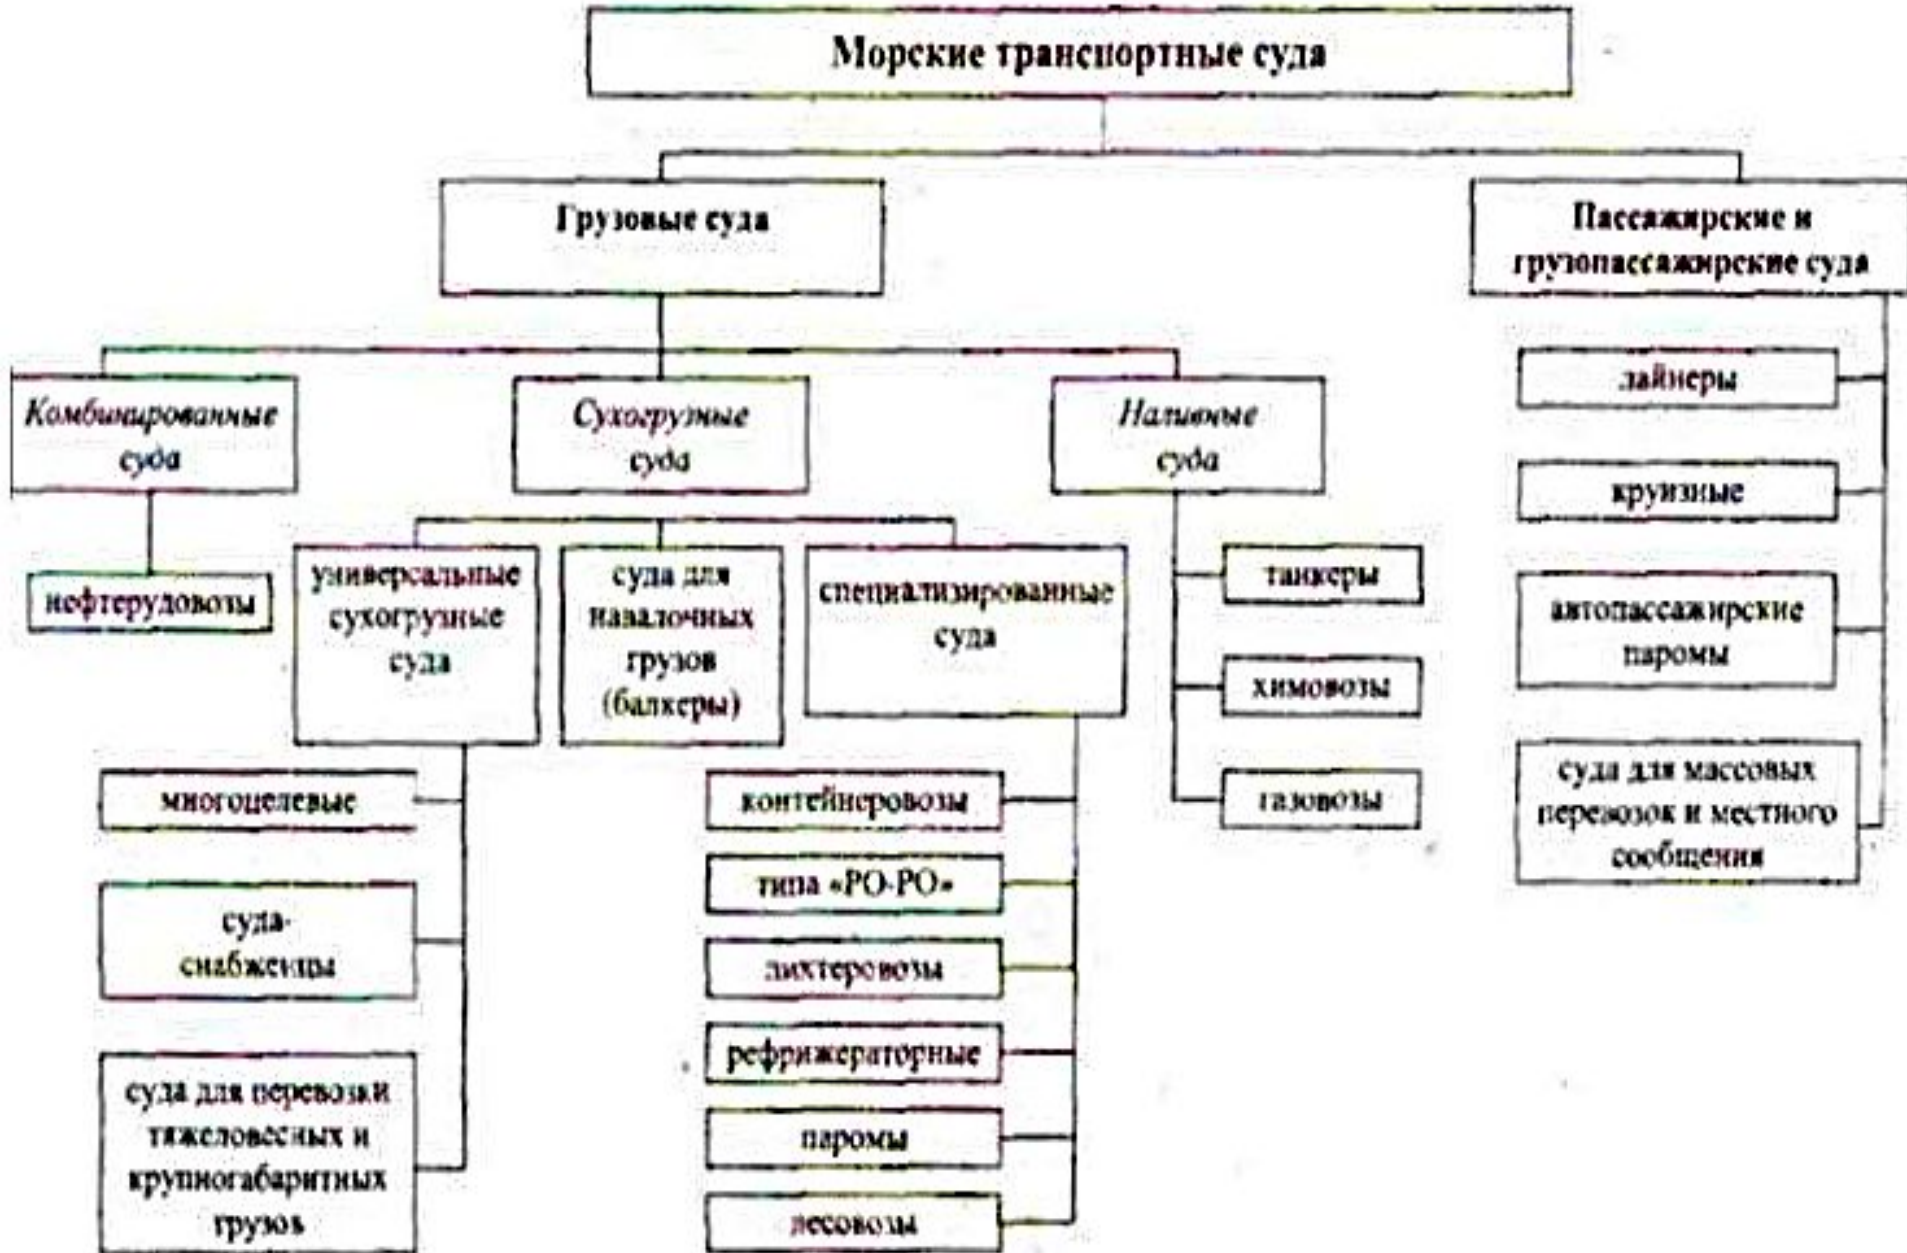 Морские транспортные суда
Грузовые суда
Пассажирские и
грузопассажирские суда
Комбинированные
суда
Сухогрузные
суда
Наливные
суда
нефтерудовозы
универсальные
сухогрузные
суда
суда для
навалочных
грузов
(балкеры)
специализированные
суда
многоцелевые
суда-
снабженцы
суда для перевозки
тяжеловесных и
крупногабаритных
грузов
контейнеровозы
типа «РО-РО»
лихтеровозы
рефрижераторные
паромы
лесовозы
танкеры
химовозы
газовозы
лайнеры
круизные
автопассажирские
паромы
суда для массовых
перевозок и местного
сообщения